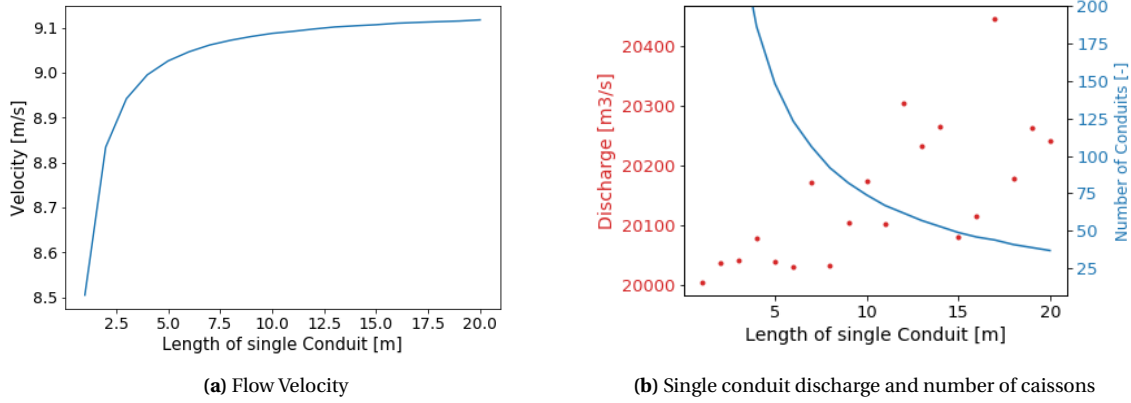 9.1
9.0
8.9
8.8
8.7
8.6
8.5
Velocity [m/s]
2.5 5.0 7.5 10.0 12.5 15.0 17.5 20.0
Length of single Conduit [m]
(a) Flow Velocity
20400
20300
20200
20100
20000
Discharge [m3/s]
200
175
150
125
100
75
50
25
Number of Conduits [-]
5 10 15 20
Length of single Conduit [m]
(b) Single conduit discharge and number of caissons